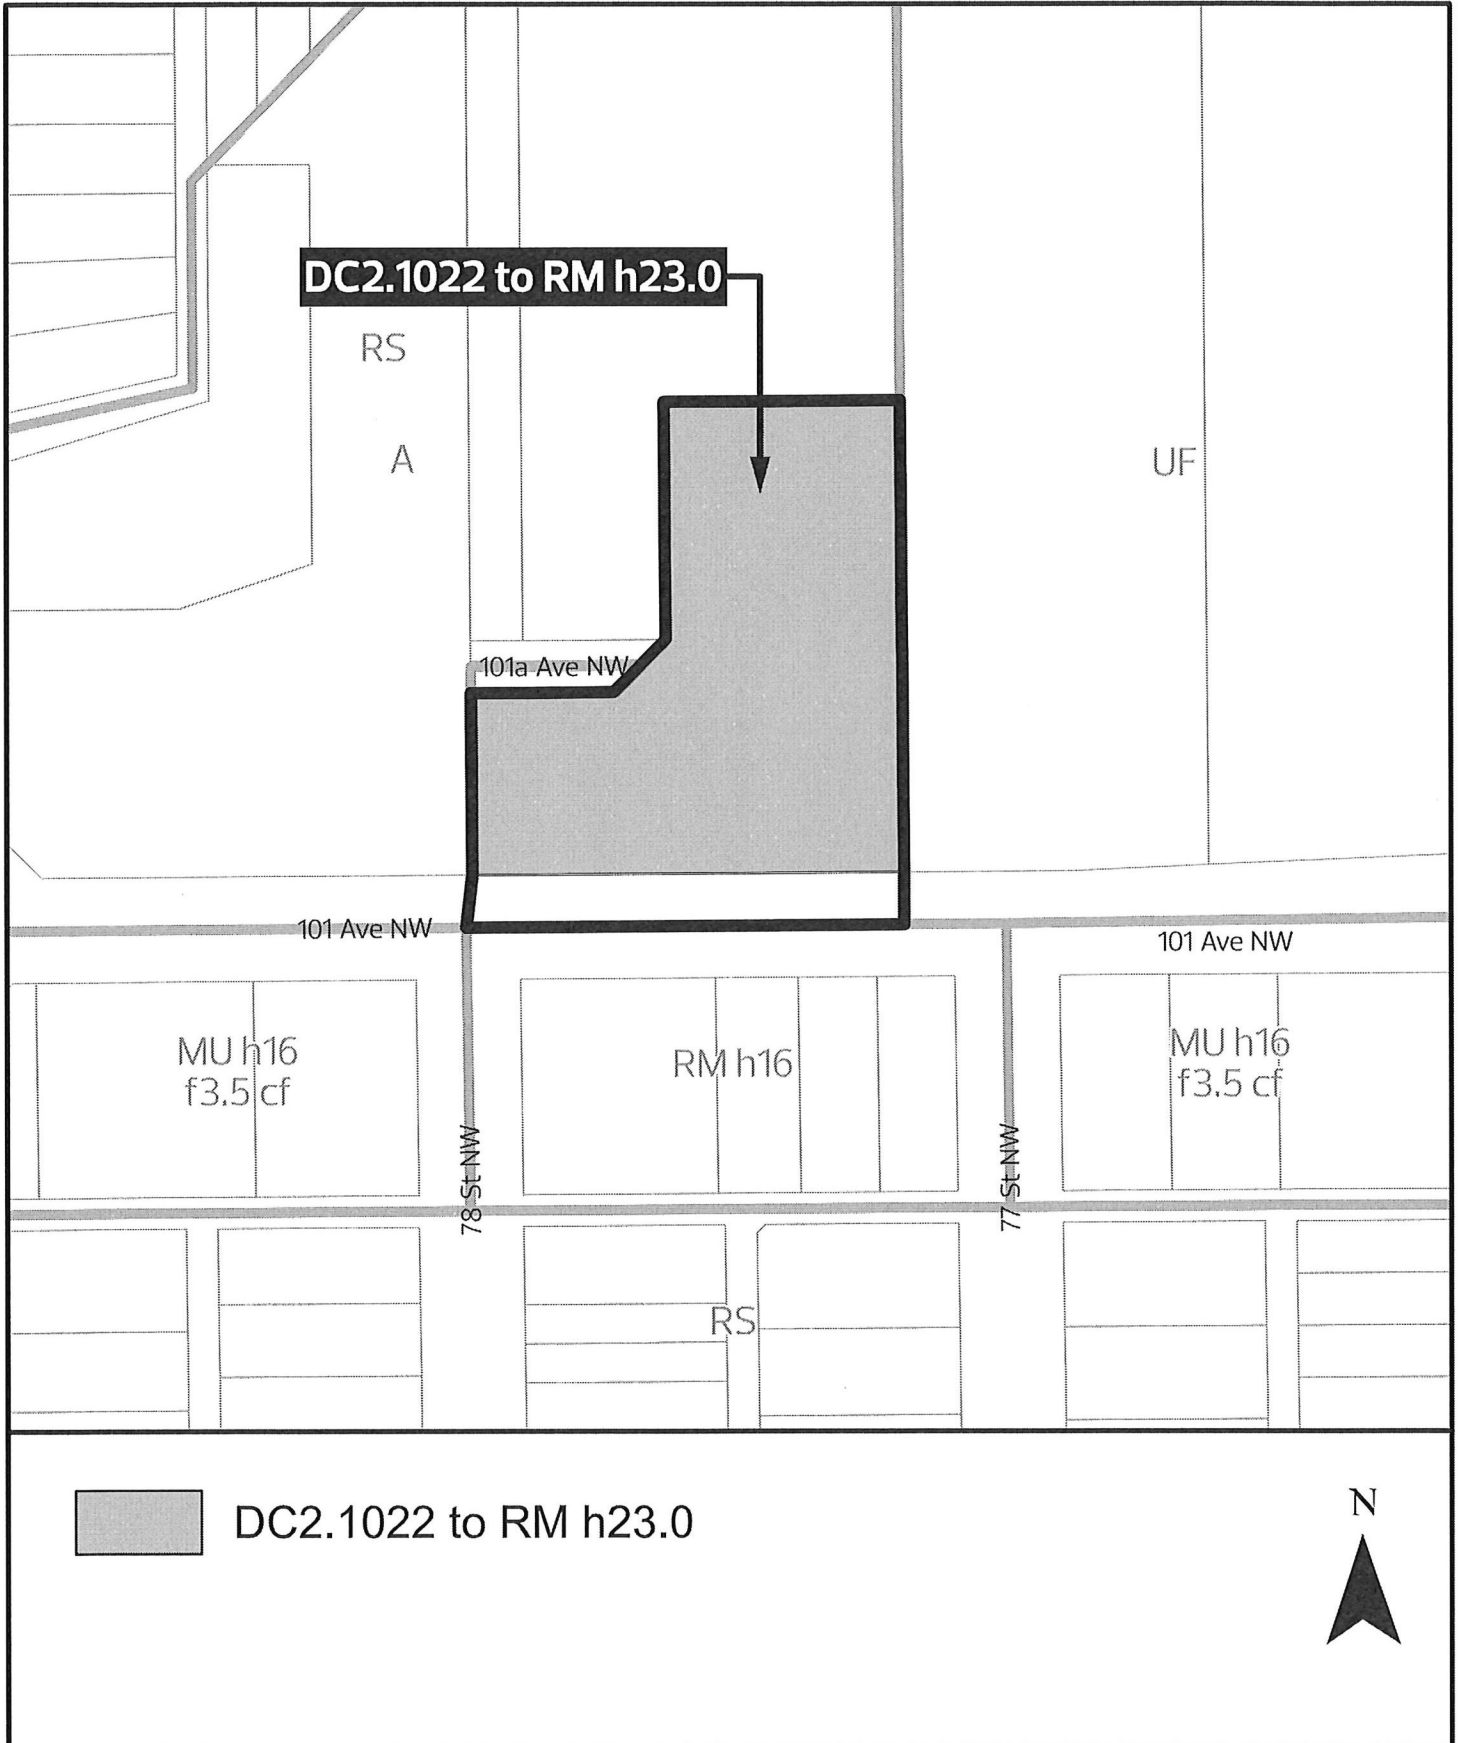 DC2.1022 to RM h23.0
RS
A
UF
101a Ave NW
101 Ave NW
101 Ave NW
MU h16
f3.5 cf
RM h16
MU h16
f3.5 cf
78 St NW
77 St NW
RS
DC2.1022 to RM h23.0
N